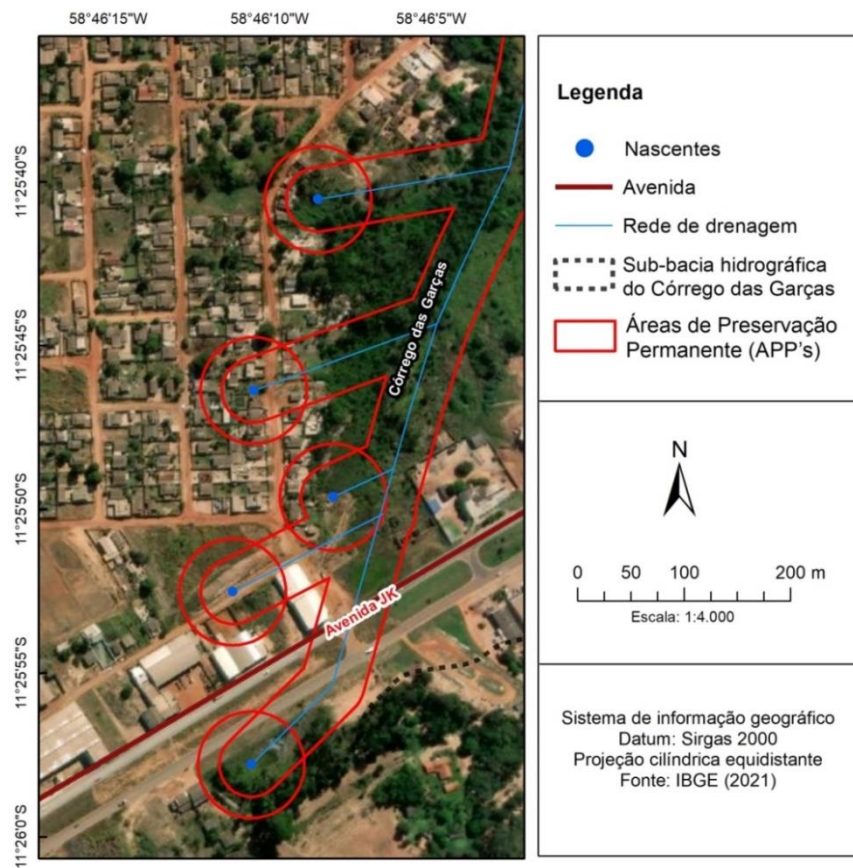 58°46'15"W
58°46'10"W
58°46'5"W
11°25'40"S
11°25'45"S
11°25'50"S
11°25'55"S
11°26'0"S
Córrego das Garças
Avenida JK
Legenda
Nascentes
Avenida
Rede de drenagem
Sub-bacia hidrográfica
do Córrego das Garças
Áreas de Preservação
Permanente (APP's)
N
0 50 100 200 m
Escala: 1:4.000
Sistema de informação geográfico
Datum: Sirgas 2000
Projeção cilíndrica equidistante
Fonte: IBGE (2021)